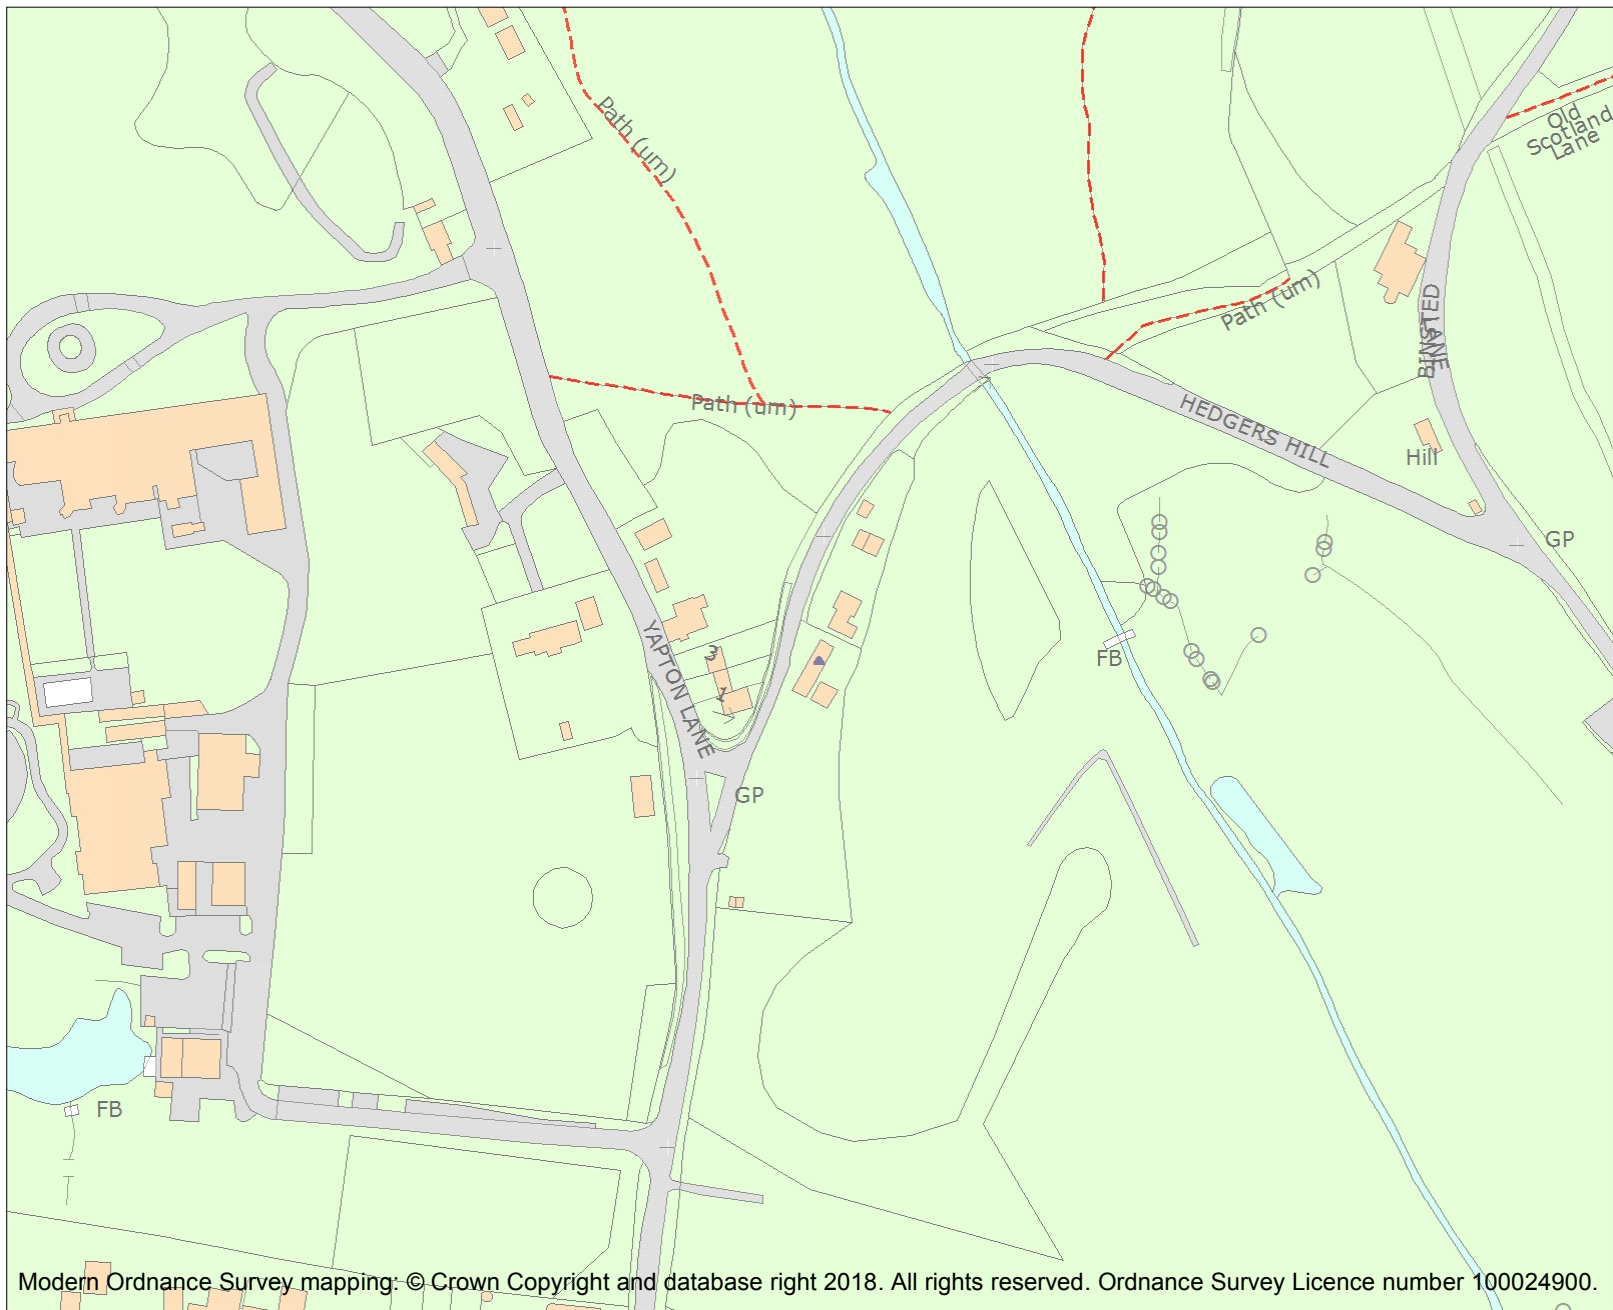 Path (um)
Old
Scotland
Lane
Path (um)
BINSTED
LANE
Path (um)
HEDGERS HILL
Hill
GP
3
1
YAPTON LANE
FB
GP
FB
Modern Ordnance Survey mapping: © Crown Copyright and database right 2018. All rights reserved. Ordnance Survey Licence number 100024900.